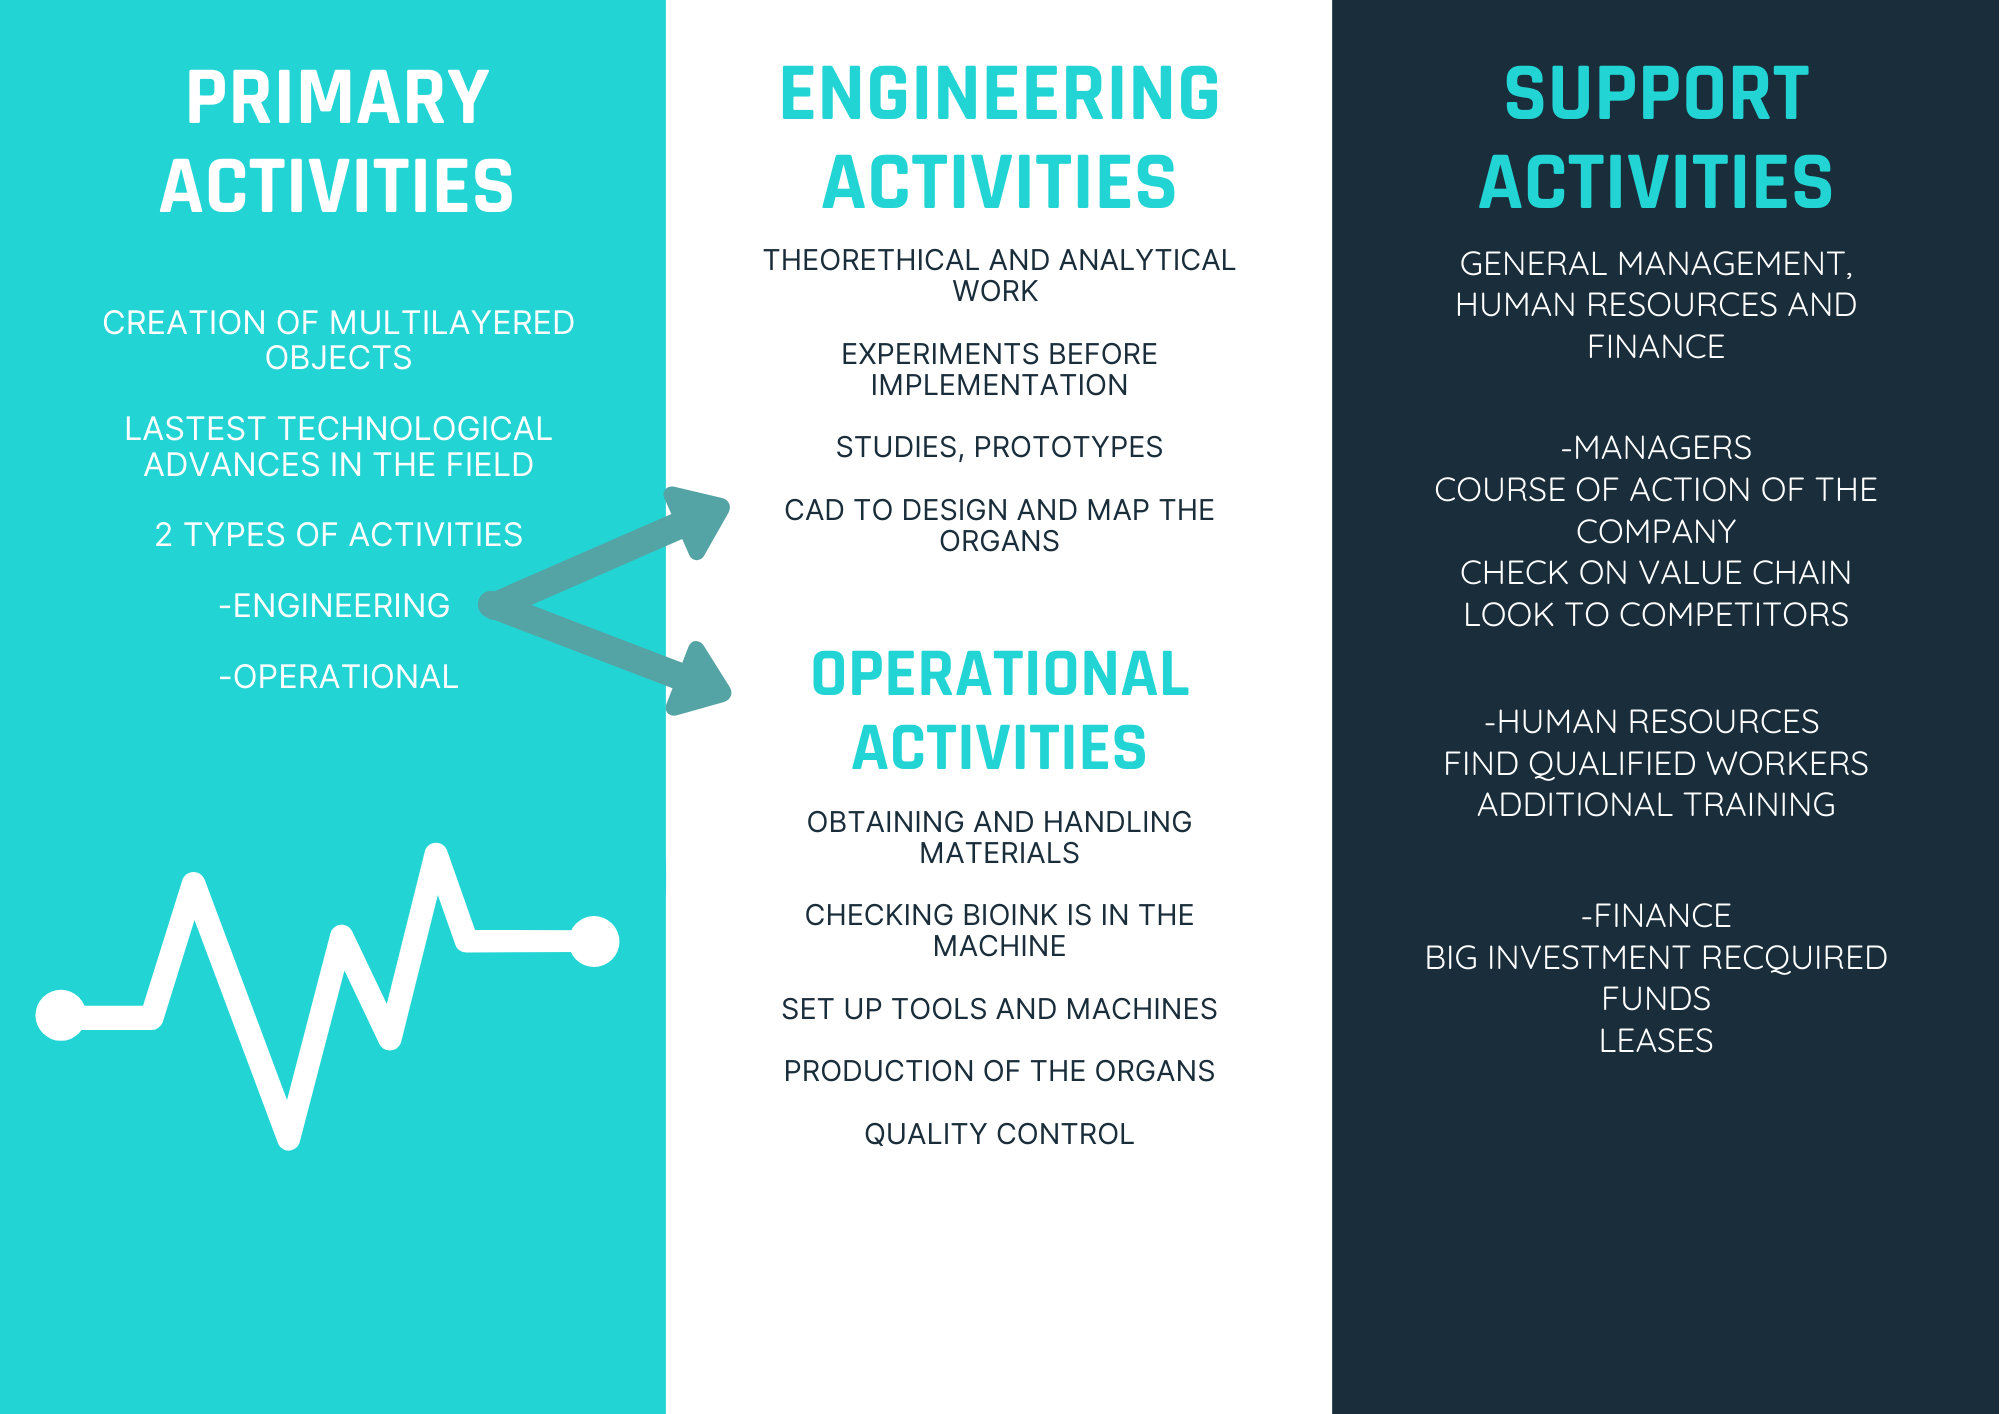 PRIMARY
ACTIVITIES
CREATION OF MULTILAYERED
OBJECTS
LASTEST TECHNOLOGICAL
ADVANCES IN THE FIELD
2 TYPES OF ACTIVITIES
-ENGINEERING
-OPERATIONAL
ENGINEERING
ACTIVITIES
THEORETHICAL AND ANALYTICAL
WORK
EXPERIMENTS BEFORE
IMPLEMENTATION
STUDIES, PROTOTYPES
CAD TO DESIGN AND MAP THE
ORGANS
OPERATIONAL
ACTIVITIES
OBTAINING AND HANDLING
MATERIALS
CHECKING BIOINK IS IN THE
MACHINE
SET UP TOOLS AND MACHINES
PRODUCTION OF THE ORGANS
QUALITY CONTROL
SUPPORT
ACTIVITIES
GENERAL MANAGEMENT,
HUMAN RESOURCES AND
FINANCE
-MANAGERS
COURSE OF ACTION OF THE
COMPANY
CHECK ON VALUE CHAIN
LOOK TO COMPETITORS
-HUMAN RESOURCES
FIND QUALIFIED WORKERS
ADDITIONAL TRAINING
-FINANCE
BIG INVESTMENT RECQUIRED
FUNDS
LEASES